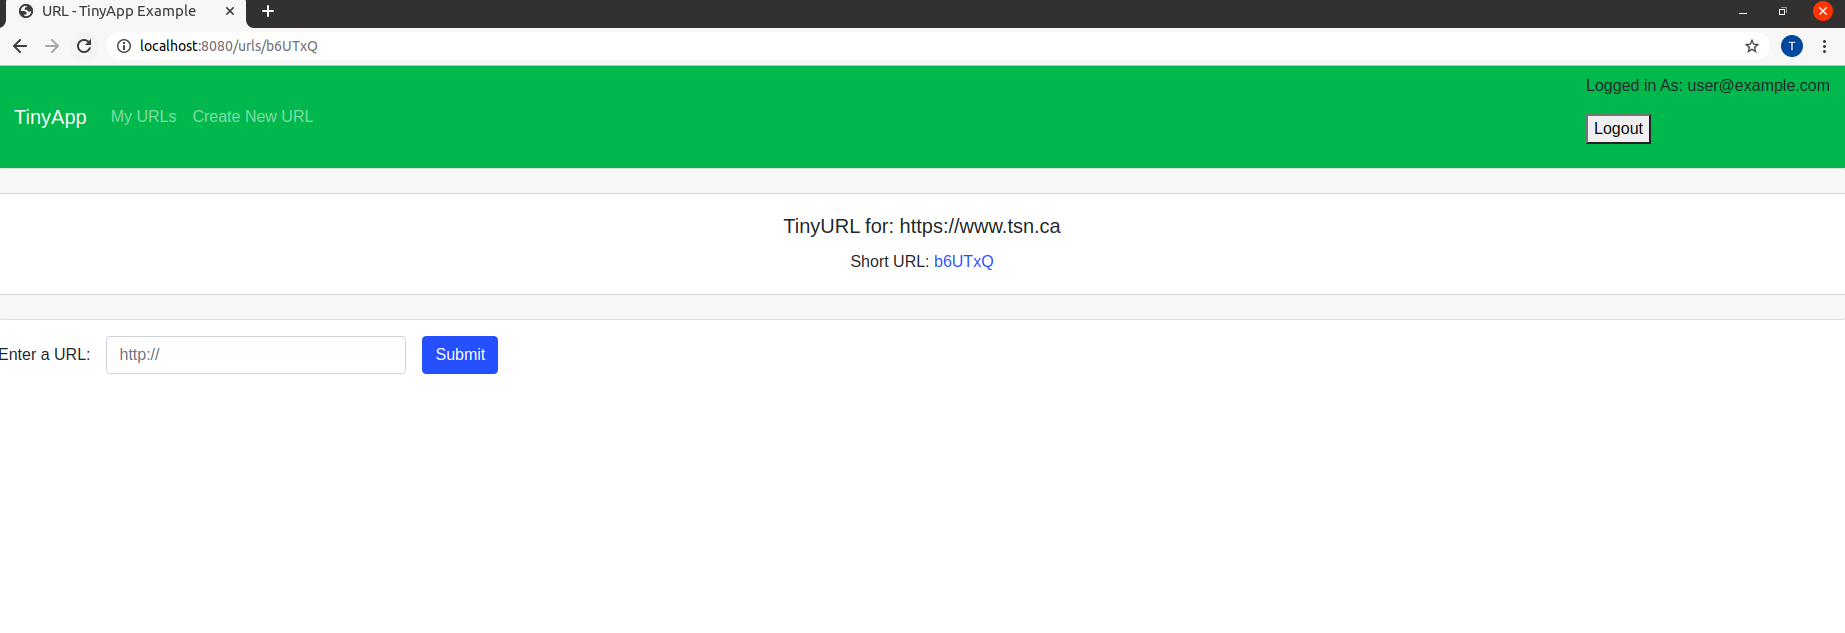 URL - TinyApp Example
localhost:8080/urls/b6UTxQ
T
Logged in As: user@example.com
TinyApp My URLs Create New URL
Logout
TinyURL for: https://www.tsn.ca
Short URL: b6UTxQ
Enter a URL: http:// Submit